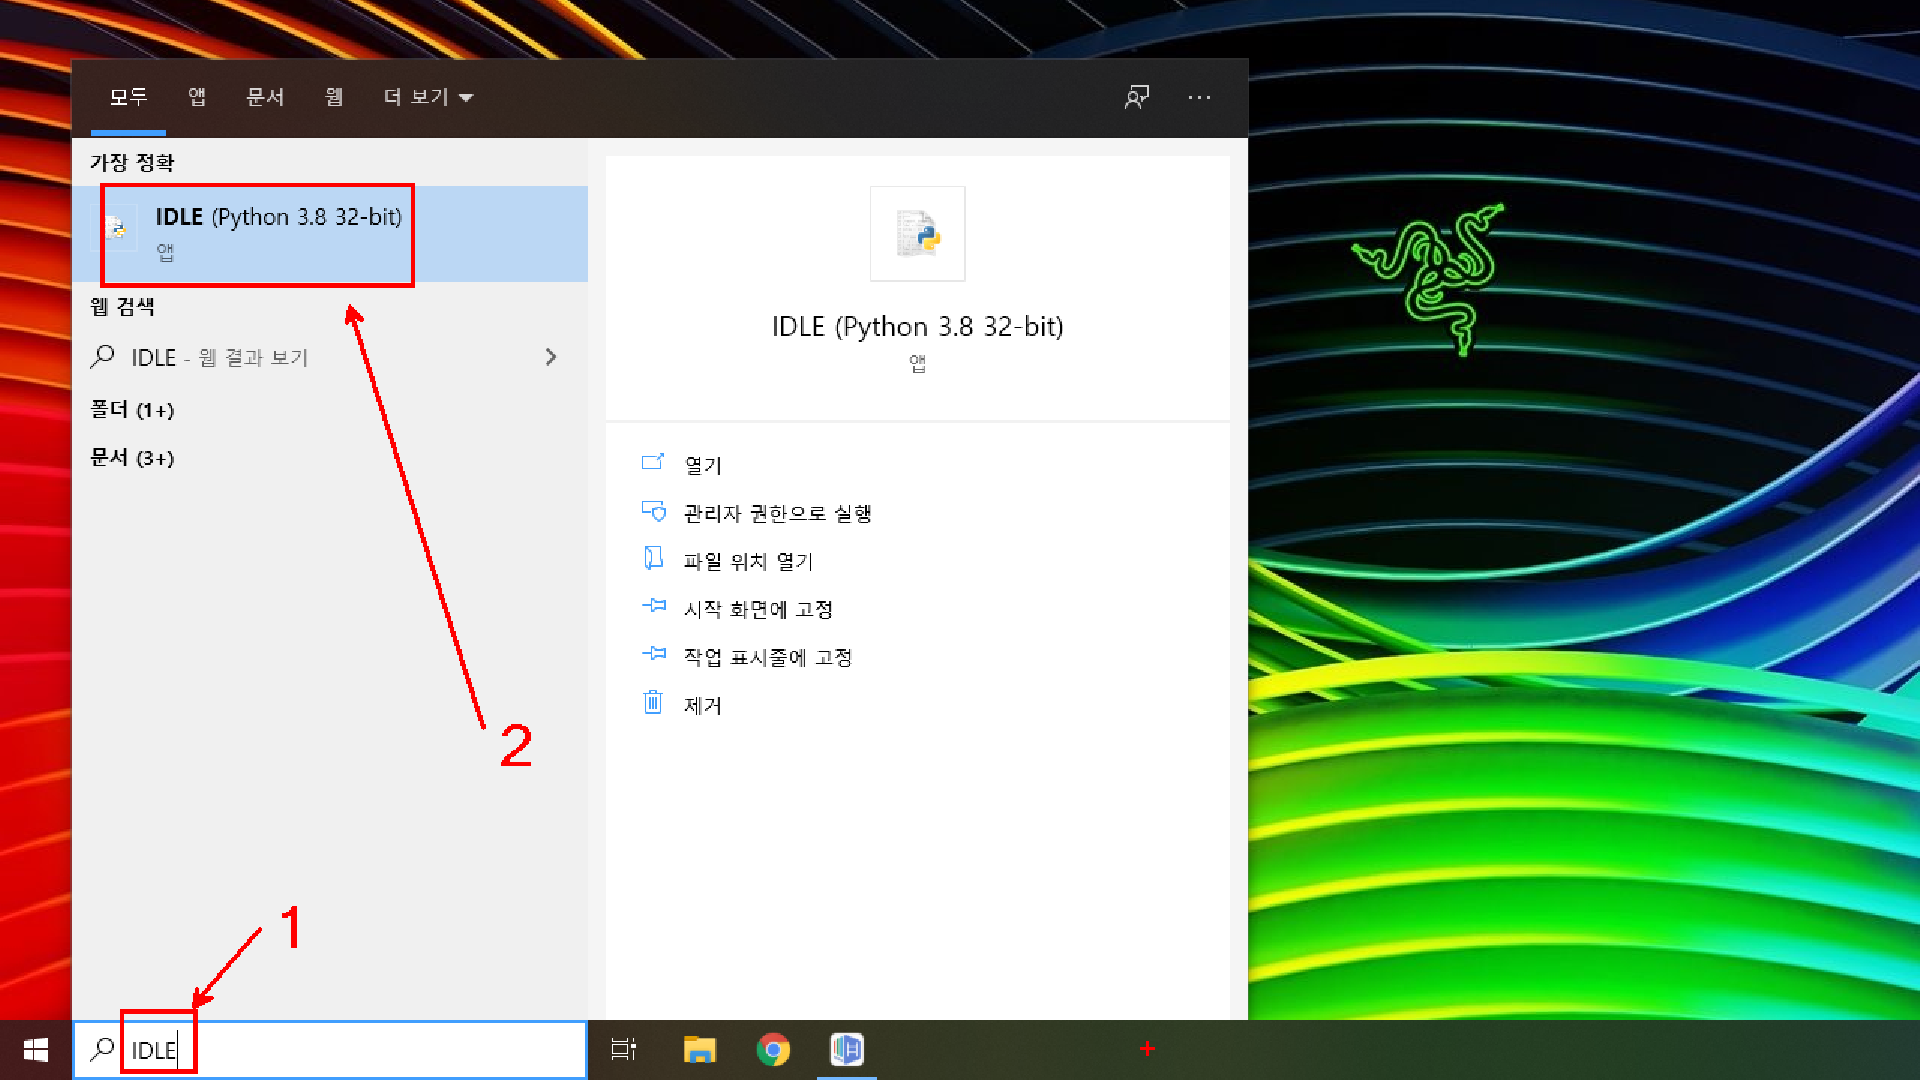 모두 앱 문서 웹 더 보기
가장 정확
IDLE (Python 3.8 32-bit)
앱
웹 검색
IDLE - 웹 결과 보기
폴더 (1+)
문서 (3+)
IDLE (Python 3.8 32-bit)
앱
열기
관리자 권한으로 실행
파일 위치 열기
시작 화면에 고정
작업 표시줄에 고정
제거
2
1
IDLE